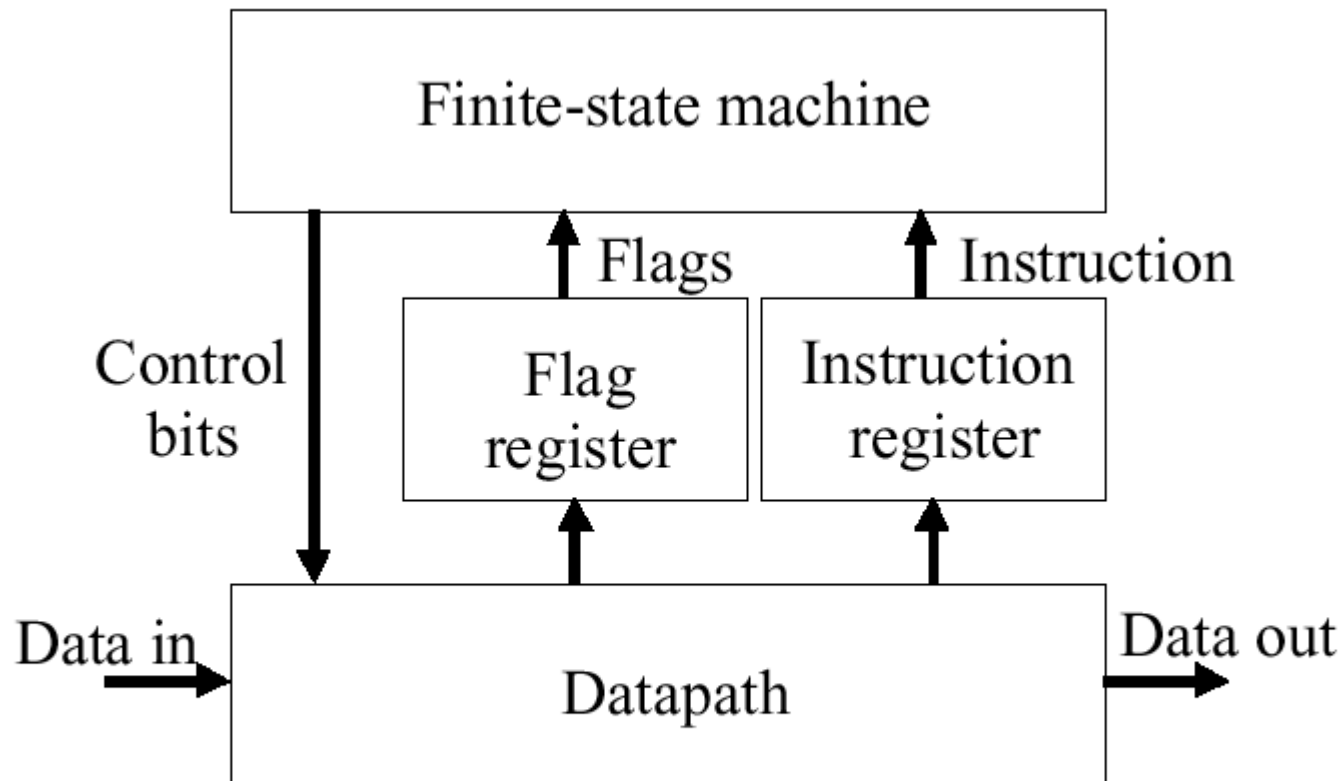 Finite-state machine
Flags
Instruction
Control
bits
Flag
register
Instruction
register
Data in
Data out
Datapath